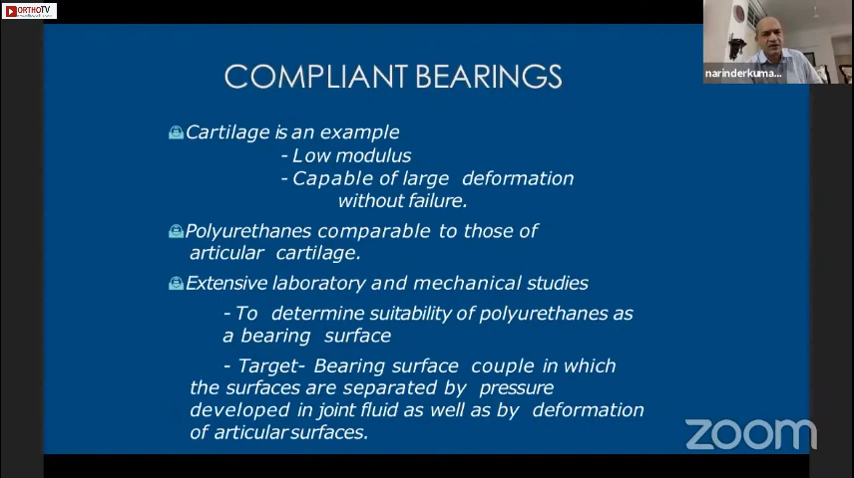 ORTHOTV
narinderkuma...
COMPLIANT BEARINGS
Cartilage is an example
- Low modulus
- Capable of large deformation
without failure.
Polyurethanes comparable to those of
articular cartilage.
Extensive laboratory and mechanical studies
- To determine suitability of polyurethanes as
a bearing surface
- Target- Bearing surface couple in which
the surfaces are separated by pressure
developed in joint fluid as well as by deformation
of articular surfaces.
zoom